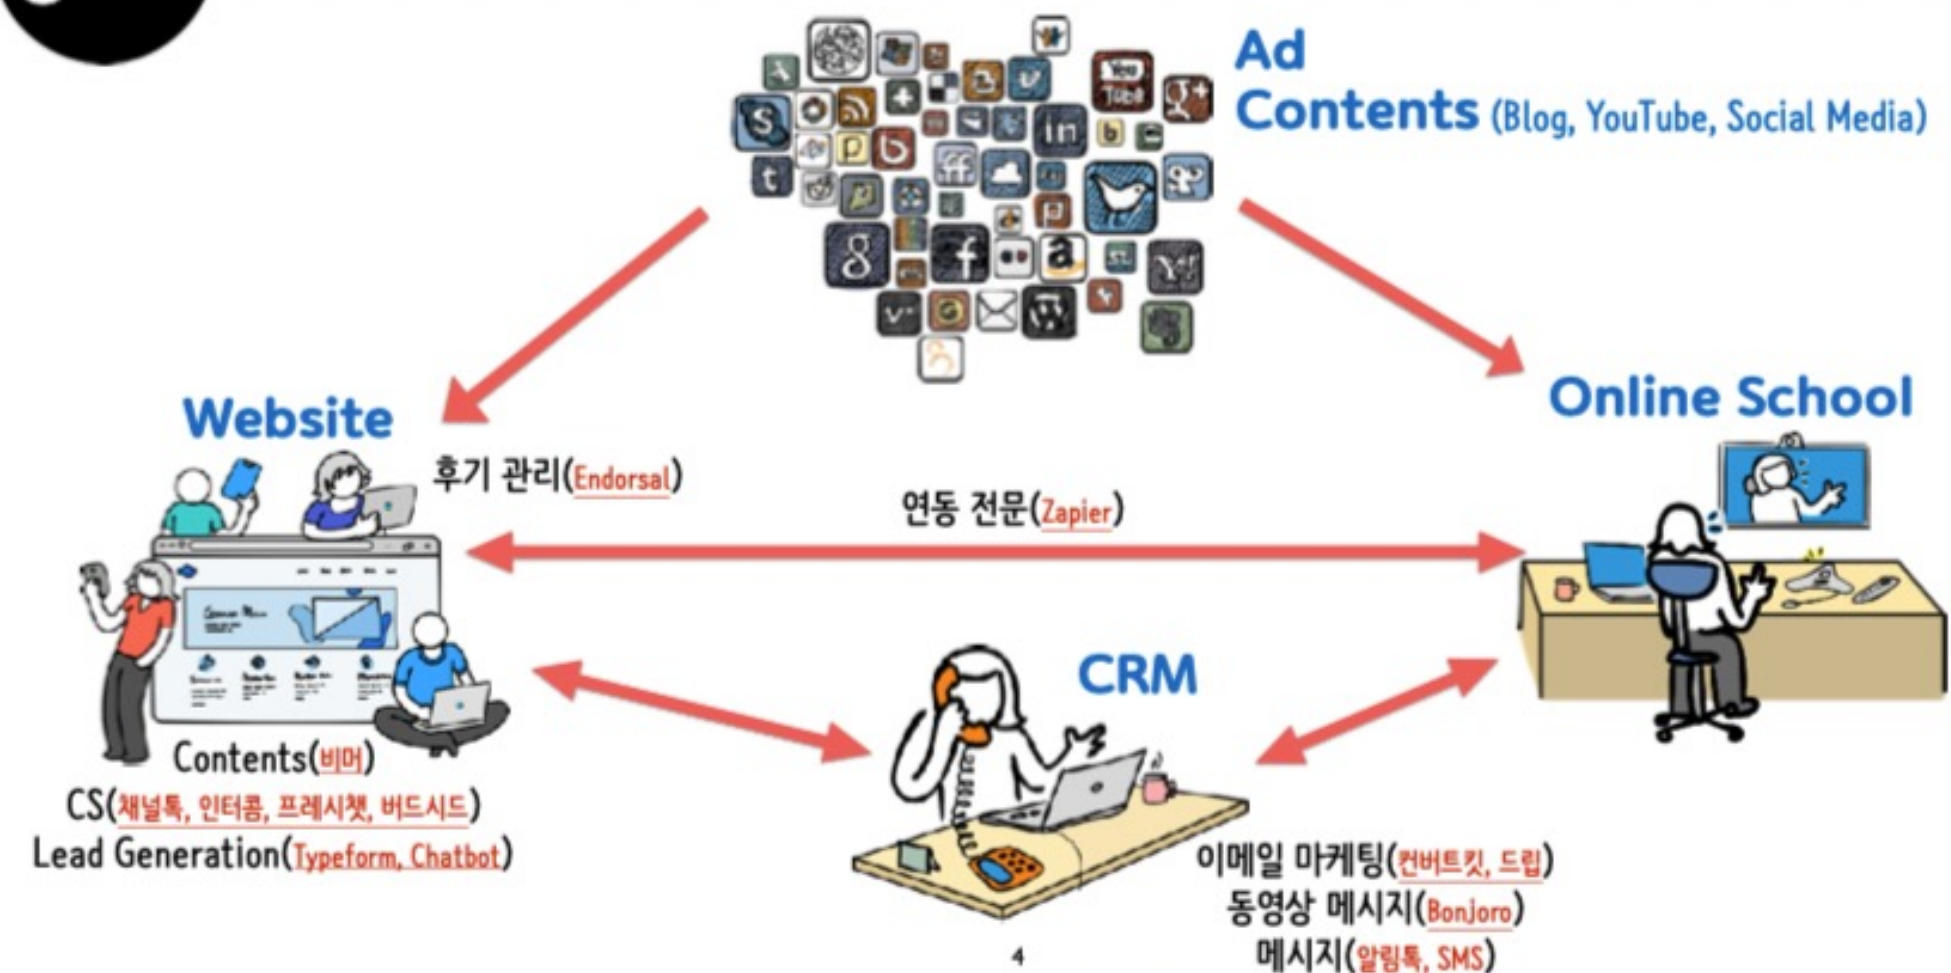 Ad
Contents (Blog, YouTube, Social Media)
You
Tube
Website
Online School
후기 관리(Endorsal)
연동 전문(Zapier)
CRM
Contents(비머)
CS(채널톡, 인터콤, 프레시챗, 버드시드)
Lead Generation(Typeform, Chatbot)
이메일 마케팅(컨버트킷, 드립)
동영상 메시지(Bonjoro)
메시지(알림톡, SMS)
4